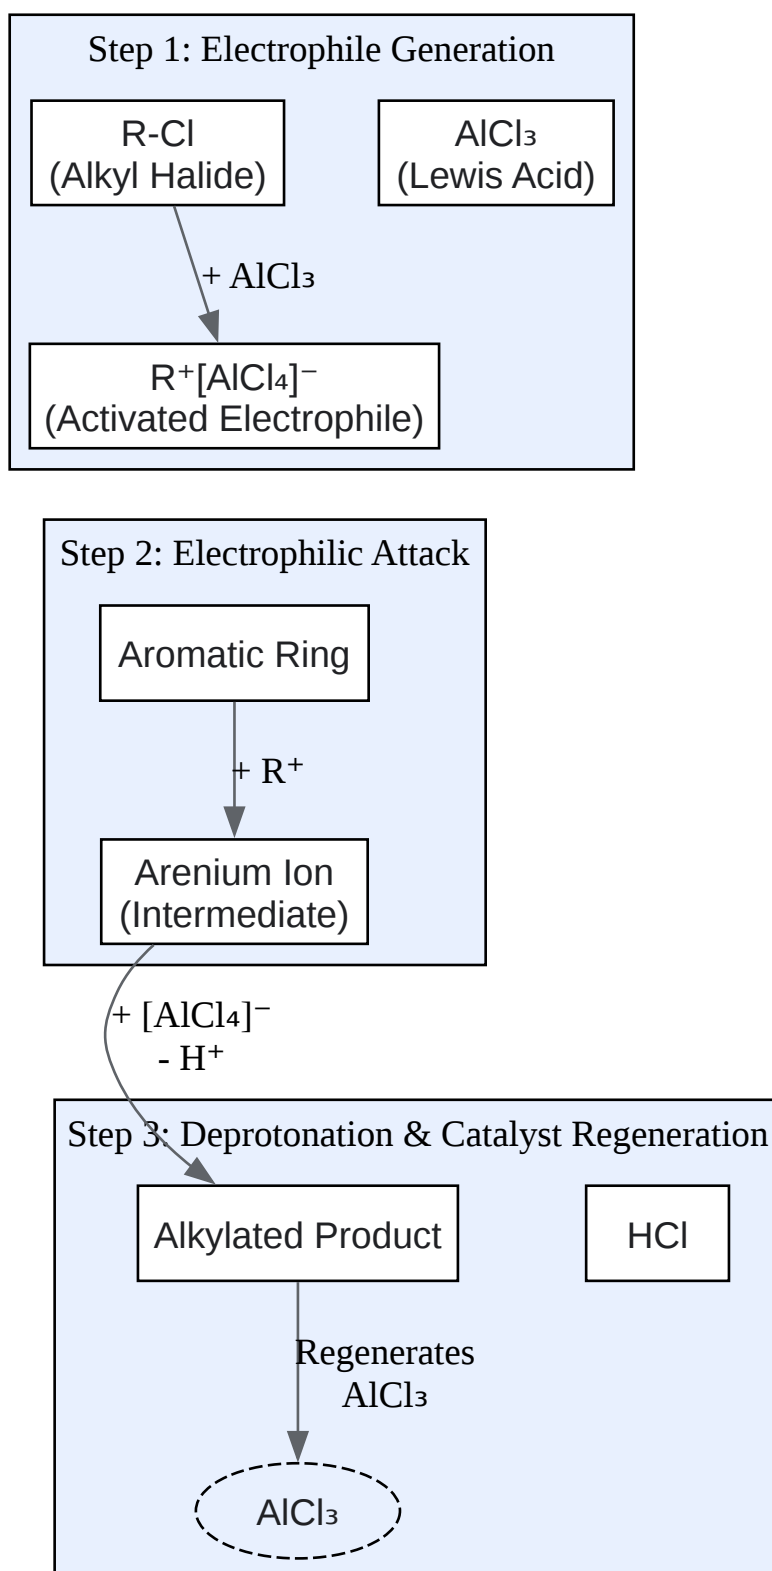 Step 1: Electrophile Generation
R-Cl
(Alkyl Halide)
AlCl₃
(Lewis Acid)
+ AlCl₃
R⁺[AlCl₄]⁻
(Activated Electrophile)
Step 2: Electrophilic Attack
Aromatic Ring
+ R⁺
Arenium Ion
(Intermediate)
+ [AlCl₄]⁻
- H⁺
Step 3: Deprotonation & Catalyst Regeneration
Alkylated Product
HCl
Regenerates
AlCl₃
AlCl₃